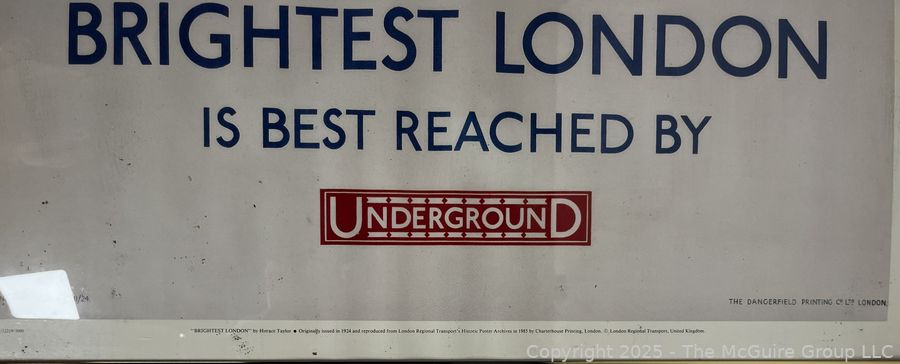 BRIGHTEST LONDON
IS BEST REACHED BY
UNDERGROUND
THE DANGERFIELD PRINTING Cº LTD LONDON
"BRIGHTEST LONDON" by Horace Taylor ● Originally issued in 1924 and reproduced from London Regional Transport's Historic Poster Archives in 1985 by Charterhouse Printing, London. © London Regional Transport, United Kingdom.
Copyright 2025 - The McGuire Group LLC